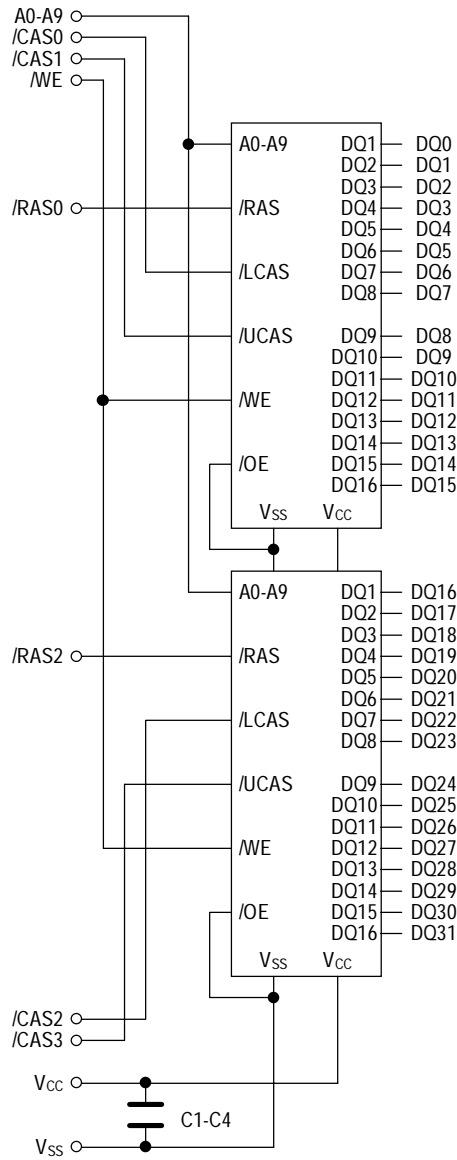 A0-A9
/CAS0
/CAS1
/WE
A0-A9 DQ1 DQ0
DQ2 DQ1
DQ3 DQ2
/RAS0 /RAS DQ4 DQ3
DQ5 DQ4
DQ6 DQ5
/LCAS DQ7 DQ6
DQ8 DQ7
/UCAS DQ9 DQ8
DQ10 DQ9
DQ11 DQ10
/WE DQ12 DQ11
DQ13 DQ12
DQ14 DQ13
/OE DQ15 DQ14
DQ16 DQ15
VSS VCC
A0-A9 DQ1 DQ16
DQ2 DQ17
DQ3 DQ18
/RAS2 /RAS DQ4 DQ19
DQ5 DQ20
DQ6 DQ21
/LCAS DQ7 DQ22
DQ8 DQ23
/UCAS DQ9 DQ24
DQ10 DQ25
DQ11 DQ26
/WE DQ12 DQ27
DQ13 DQ28
DQ14 DQ29
/OE DQ15 DQ30
DQ16 DQ31
VSS VCC
/CAS2
/CAS3
VCC
C1-C4
VSS